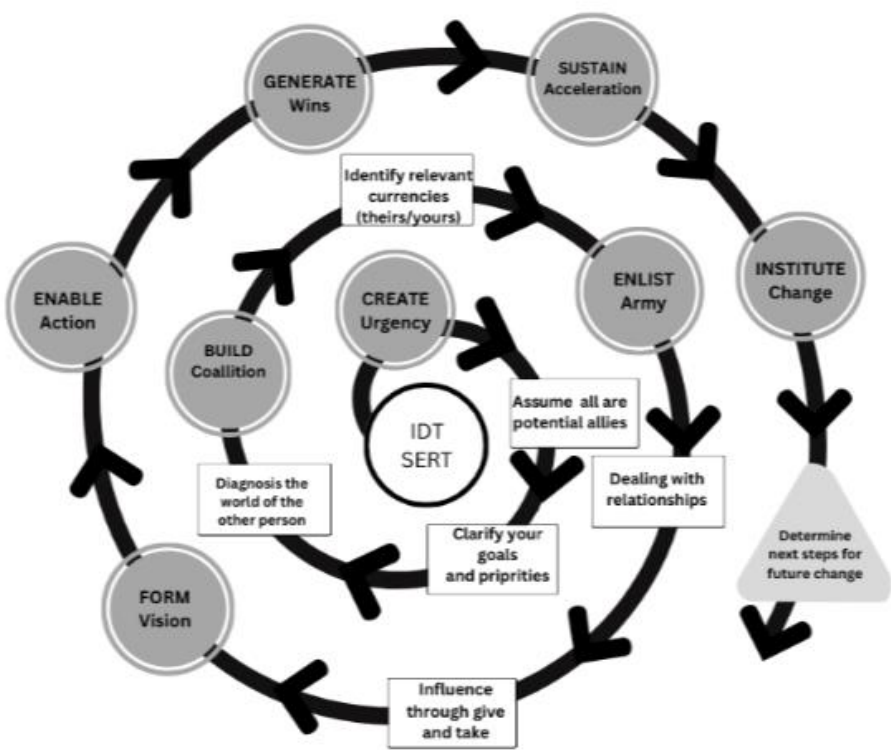 GENERATE
Wins
SUSTAIN
Acceleration
Identify relevant
currencies
(theirs/yours)
ENABLE
Action
CREATE
Urgency
ENLIST
Army
INSTITUTE
Change
BUILD
Coallition
Assume all are
potential allies
IDT
SERT
Diagnosis the
world of the
other person
Dealing with
relationships
Clarify your
goals
and priprities
Determine
next steps for
future change
FORM
Vision
Influence
through give
and take